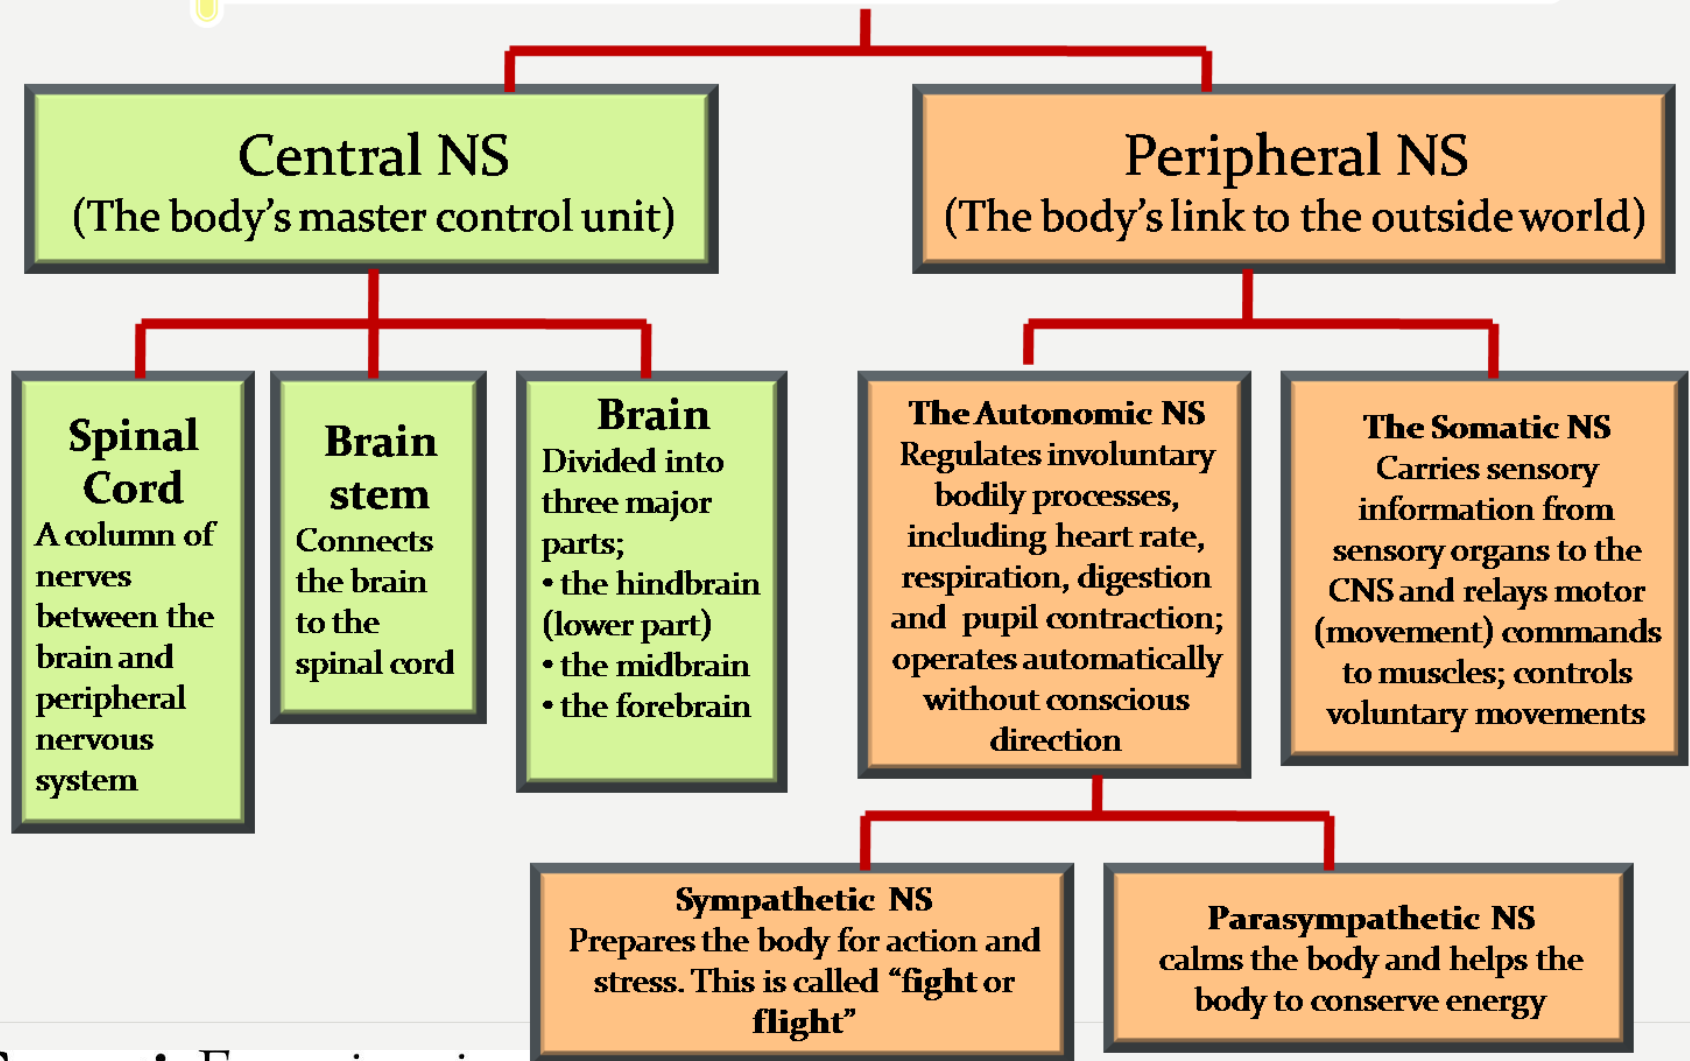 Central NS
(The body's master control unit)
Peripheral NS
(The body's link to the outside world)
Spinal
Cord
A column of
nerves
between the
brain and
peripheral
nervous
system
Brain
stem
Connects
the brain
to the
spinal cord
Brain
Divided into
three major
parts;
• the hindbrain
(lower part)
• the midbrain
• the forebrain
The Autonomic NS
Regulates involuntary
bodily processes,
including heart rate,
respiration, digestion
and pupil contraction;
operates automatically
without conscious
direction
The Somatic NS
Carries sensory
information from
sensory organs to the
CNS and relays motor
(movement) commands
to muscles; controls
voluntary movements
Sympathetic NS
Prepares the body for action and
stress. This is called “fight or
flight”
Parasympathetic NS
calms the body and helps the
body to conserve energy